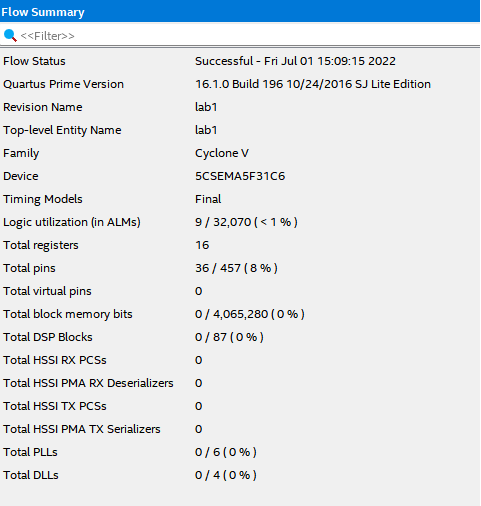 Flow Summary
<<Filter>>
Flow Status Successful - Fri Jul 01 15:09:15 2022
Quartus Prime Version 16.1.0 Build 196 10/24/2016 SJ Lite Edition
Revision Name lab1
Top-level Entity Name lab1
Family Cyclone V
Device 5CSEMA5F31C6
Timing Models Final
Logic utilization (in ALMs) 9 / 32,070 ( < 1 % )
Total registers 16
Total pins 36 / 457 ( 8 % )
Total virtual pins 0
Total block memory bits 0 / 4,065,280 ( 0 % )
Total DSP Blocks 0 / 87 ( 0 % )
Total HSSI RX PCSs 0
Total HSSI PMA RX Deserializers 0
Total HSSI TX PCSs 0
Total HSSI PMA TX Serializers 0
Total PLLs 0 / 6 ( 0 % )
Total DLLs 0 / 4 ( 0 % )